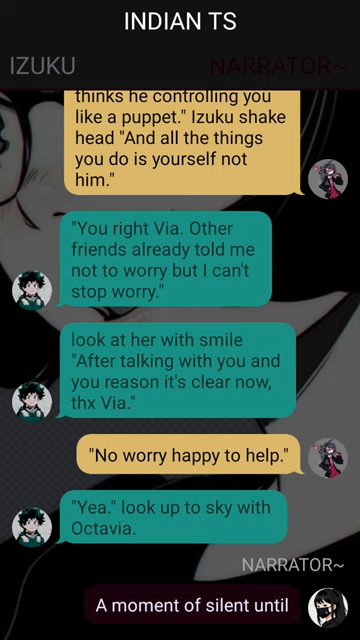 INDIAN TS
IZUKU NARRATOR~
thinks he controlling you
like a puppet." Izuku shake
head "And all the things
you do is yourself not
him."
"You right Via. Other
friends already told me
not to worry but I can't
stop worry."
look at her with smile
"After talking with you and
you reason it's clear now,
thx Via."
"No worry happy to help."
"Yea." look up to sky with
Octavia.
NARRATOR~
A moment of silent until